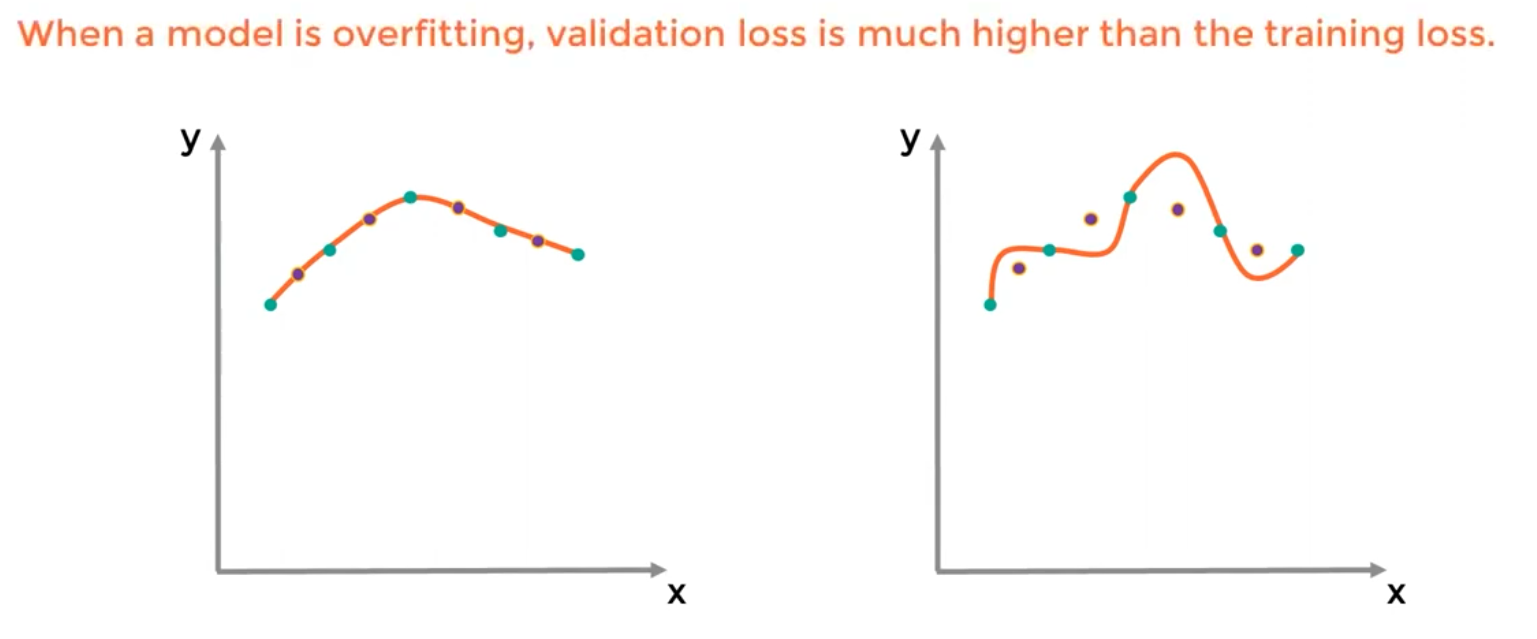 When a model is overfitting, validation loss is much higher than the training loss.
y
y
x
x